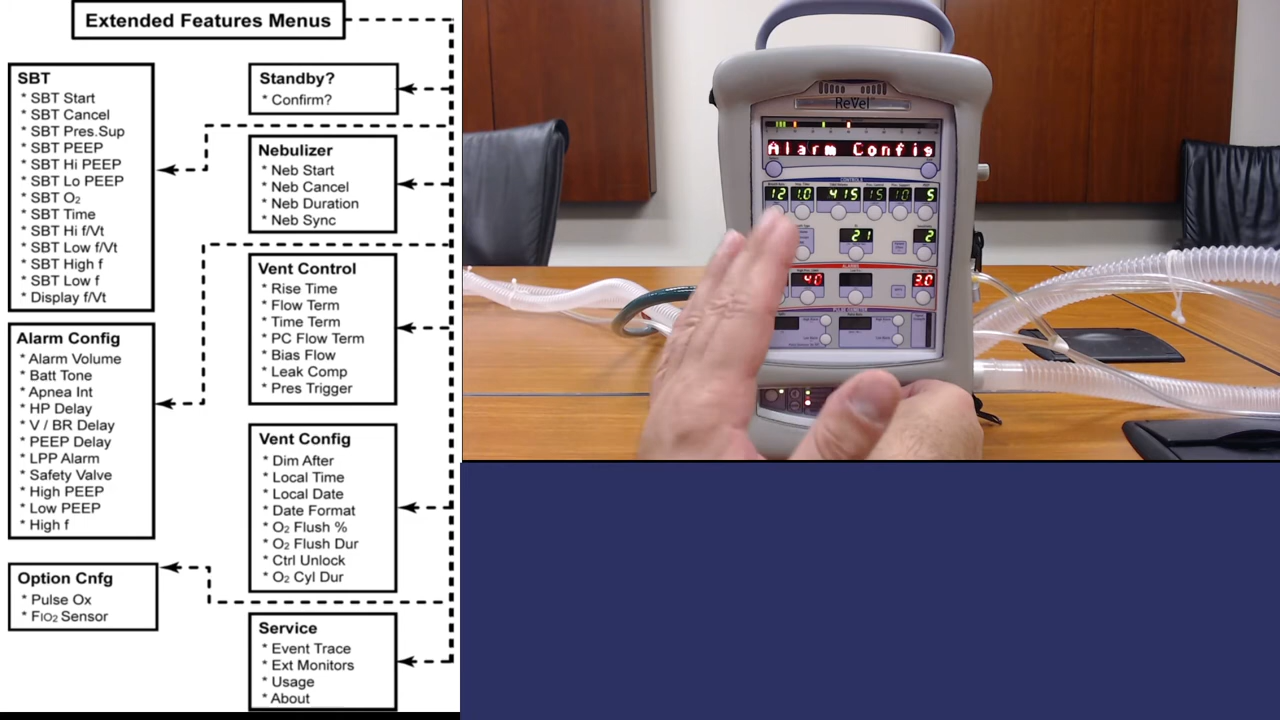 Extended Features Menus
SBT
* SBT Start
* SBT Cancel
* SBT Pres.Sup
* SBT PEEP
* SBT Hi PEEP
* SBT Lo PEEP
* SBT O2
* SBT Time
* SBT Hi f/Vt
* SBT Low f/Vt
* SBT High f
* SBT Low f
* Display f/Vt
Alarm Config
* Alarm Volume
* Batt Tone
* Apnea Int
* HP Delay
* V / BR Delay
* PEEP Delay
* LPP Alarm
* Safety Valve
* High PEEP
* Low PEEP
* High f
Option Cnfg
* Pulse Ox
* FIO2 Sensor
Standby?
* Confirm?
Nebulizer
* Neb Start
* Neb Cancel
* Neb Duration
* Neb Sync
Vent Control
* Rise Time
* Flow Term
* Time Term
* PC Flow Term
* Bias Flow
* Leak Comp
* Pres Trigger
Vent Config
* Dim After
* Local Time
* Local Date
* Date Format
* O2 Flush %
* O2 Flush Dur
* Ctrl Unlock
* O2 Cyl Dur
Service
* Event Trace
* Ext Monitors
* Usage
* About
ReVel
Alarm Config
CONTROLS
12 1.0 .415 15 10 5
21 2
ALARMS
40 3.0